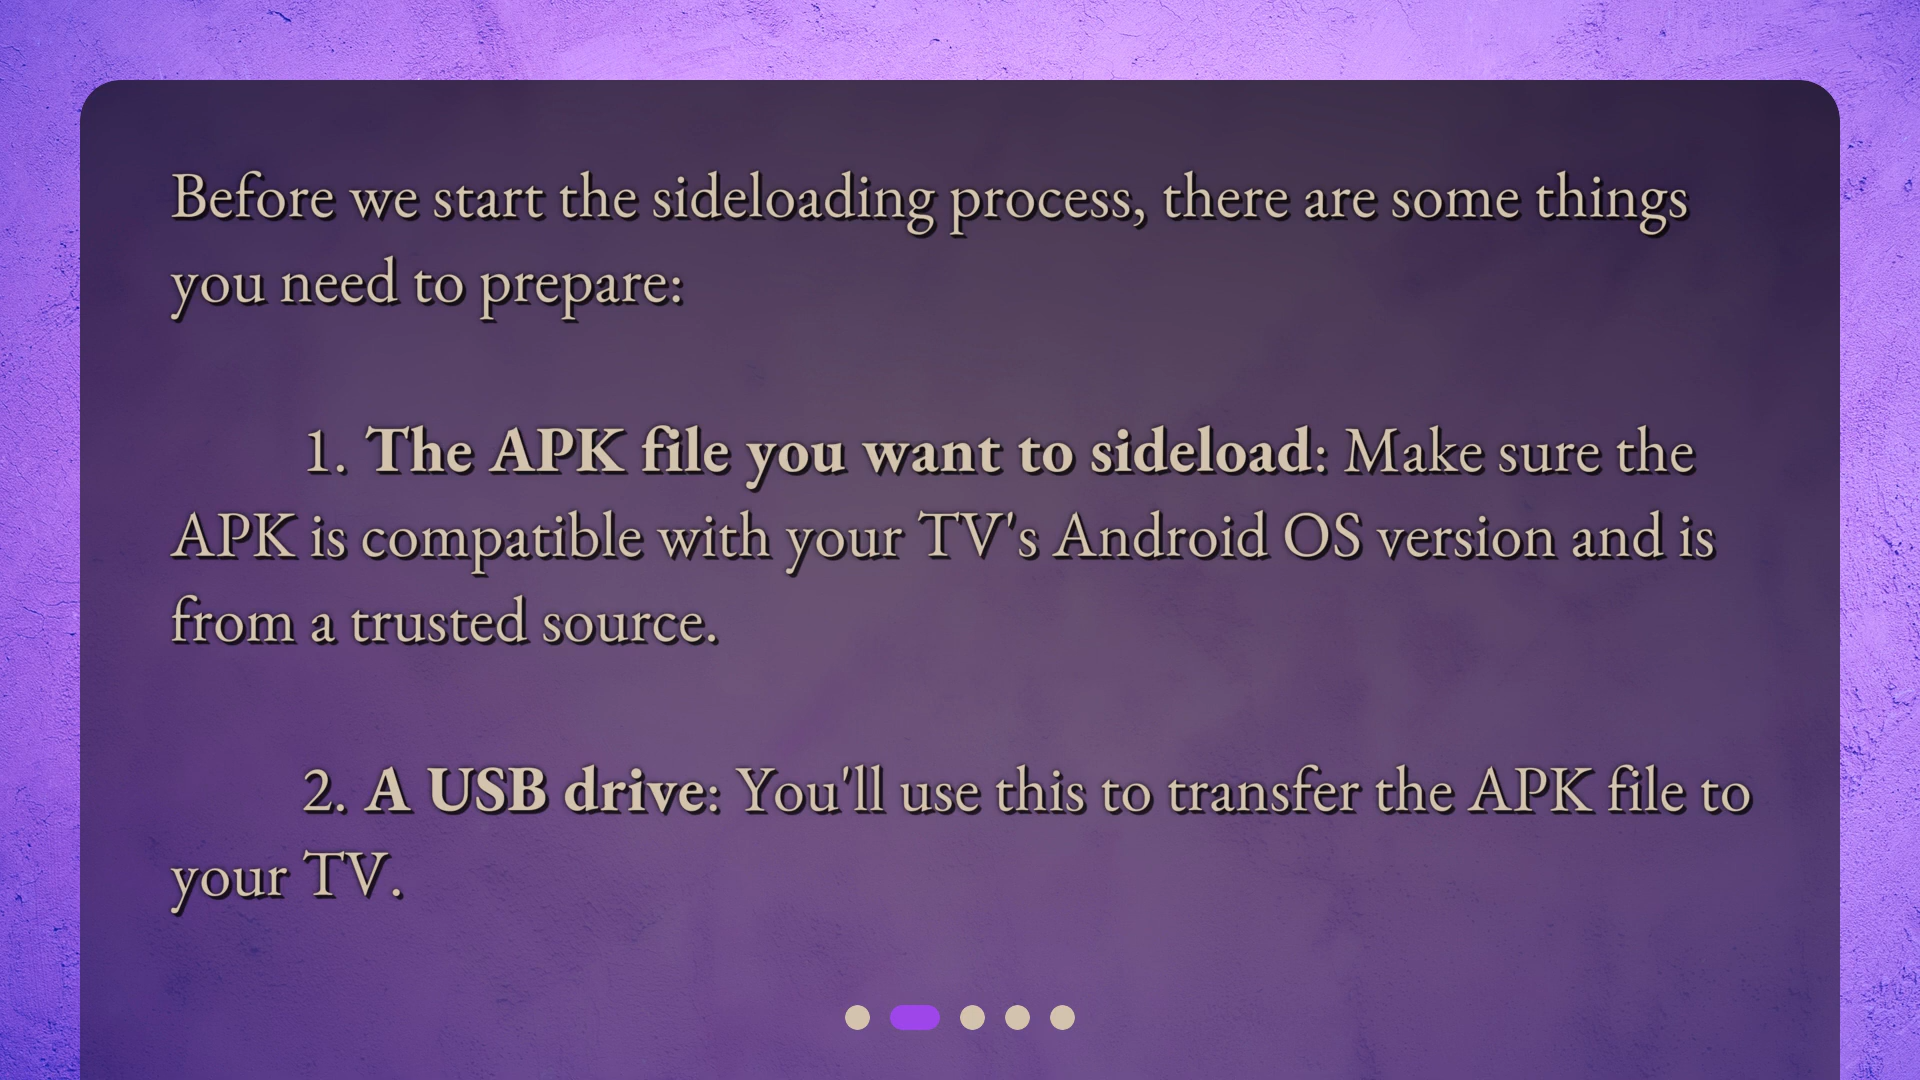 Before we start the sideloading process, there are some things
you need to prepare:
1. The APK file you want to sideload: Make sure the
APK is compatible with your TV's Android OS version and is
from a trusted source.
2. A USB drive: You'll use this to transfer the APK file to
your TV.